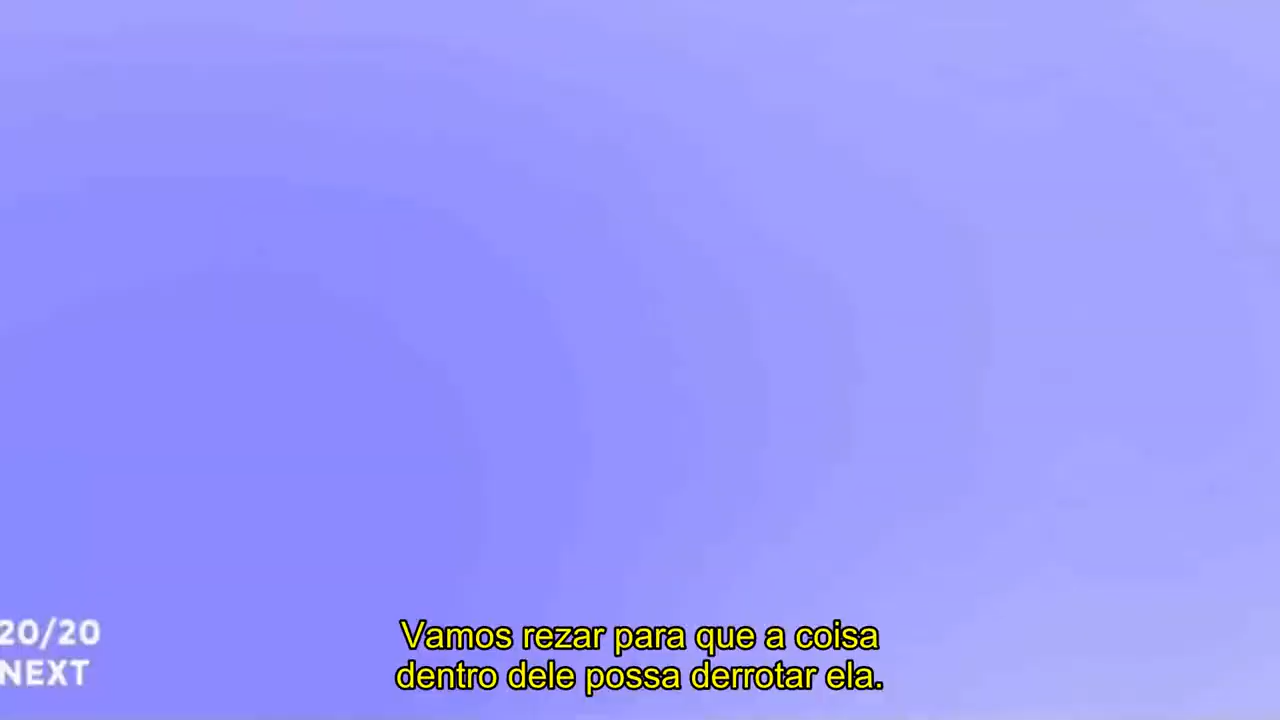 20/20
NEXT
Vamos rezar para que a coisa
dentro dele possa derrotar ela.